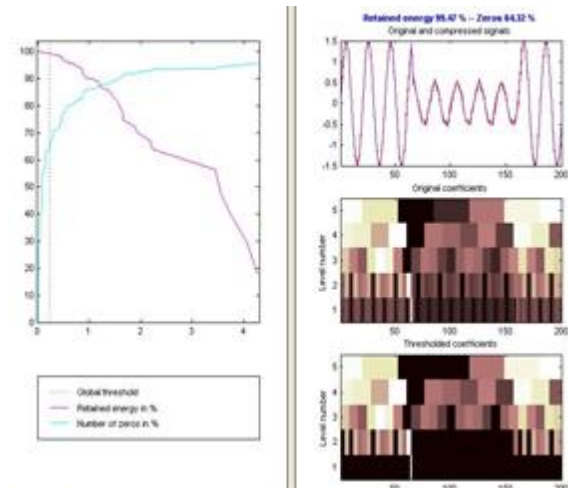 Retained energy 99.47 % -- Zeros 64.32 %
Original and compressed signals
100
90
80
70
60
50
40
30
20
10
0
0 1 2 3 4
Global threshold
Retained energy in %
Number of zeros in %
1.5
1
0.5
0
-0.5
-1
-1.5
50 100 150 200
Original coefficients
Level number
5
4
3
2
1
50 100 150 200
Thresholded coefficients
Level number
5
4
3
2
1